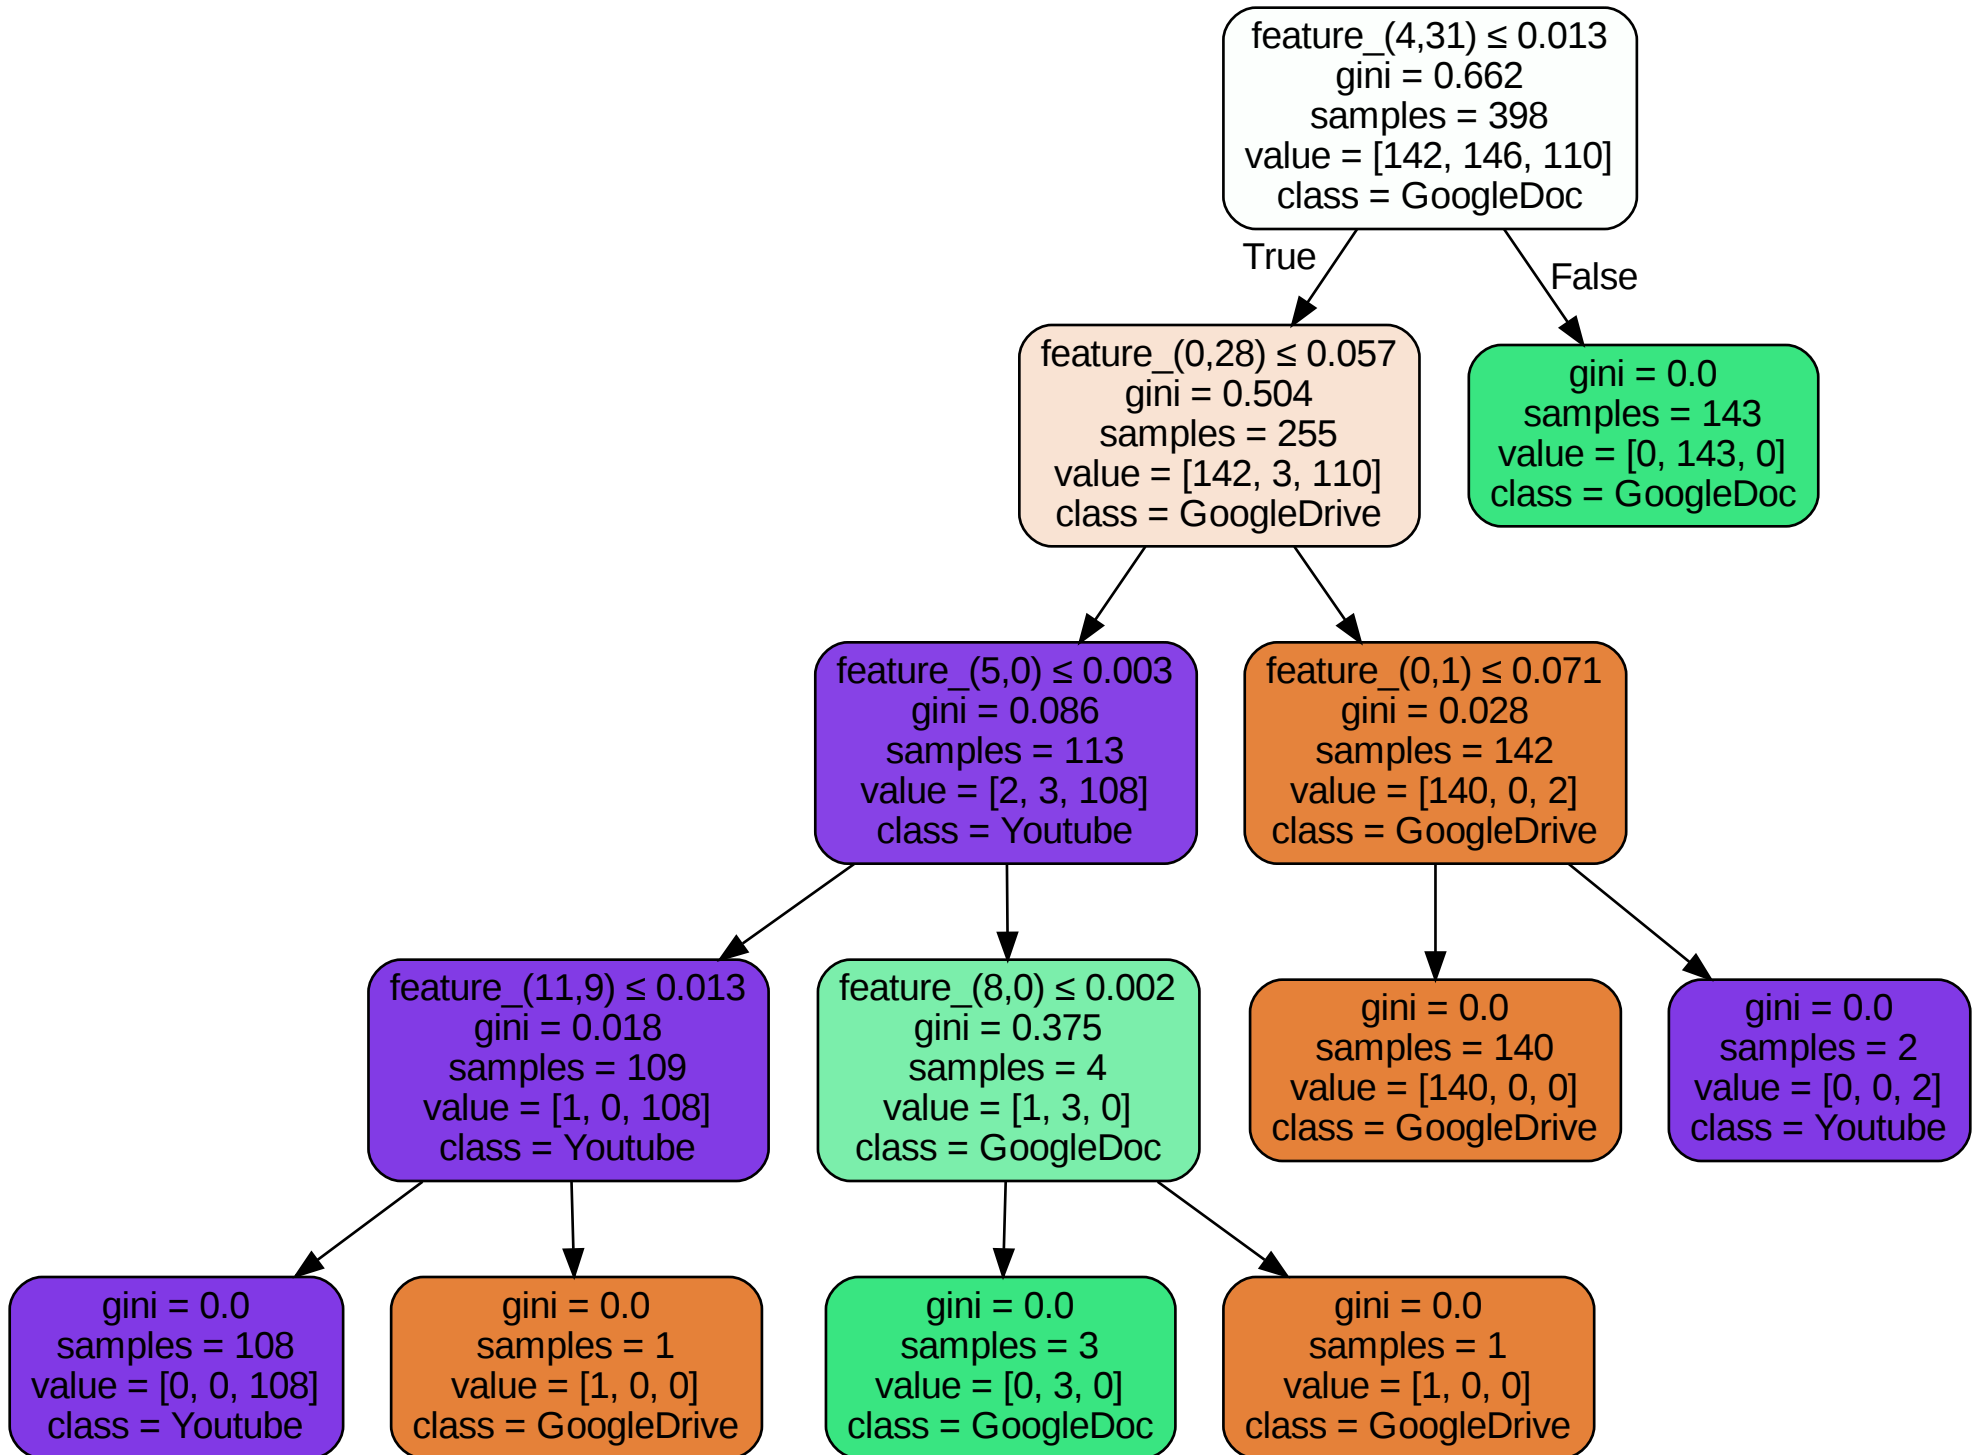 feature_(4,31) ≤ 0.013
gini = 0.662
samples = 398
value = [142, 146, 110]
class = GoogleDoc
True
False
feature_(0,28) ≤ 0.057
gini = 0.504
samples = 255
value = [142, 3, 110]
class = GoogleDrive
gini = 0.0
samples = 143
value = [0, 143, 0]
class = GoogleDoc
feature_(5,0) ≤ 0.003
gini = 0.086
samples = 113
value = [2, 3, 108]
class = Youtube
feature_(0,1) ≤ 0.071
gini = 0.028
samples = 142
value = [140, 0, 2]
class = GoogleDrive
feature_(11,9) ≤ 0.013
gini = 0.018
samples = 109
value = [1, 0, 108]
class = Youtube
feature_(8,0) ≤ 0.002
gini = 0.375
samples = 4
value = [1, 3, 0]
class = GoogleDoc
gini = 0.0
samples = 140
value = [140, 0, 0]
class = GoogleDrive
gini = 0.0
samples = 2
value = [0, 0, 2]
class = Youtube
gini = 0.0
samples = 108
value = [0, 0, 108]
class = Youtube
gini = 0.0
samples = 1
value = [1, 0, 0]
class = GoogleDrive
gini = 0.0
samples = 3
value = [0, 3, 0]
class = GoogleDoc
gini = 0.0
samples = 1
value = [1, 0, 0]
class = GoogleDrive